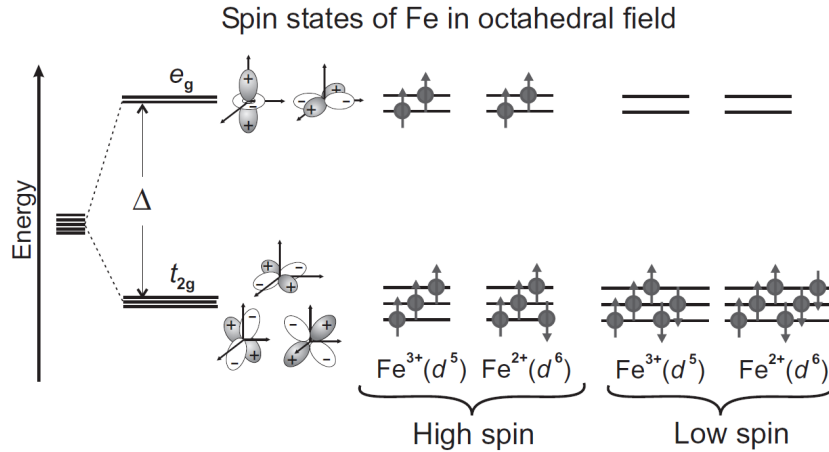 Spin states of Fe in octahedral field
Energy
e_g
Δ
t_2g
+
−
+
−
+
−
+
+
−
+
−
−
+
+
−
−
+
+
−
Fe³⁺(d⁵)
Fe²⁺(d⁶)
Fe³⁺(d⁵)
Fe²⁺(d⁶)
High spin
Low spin